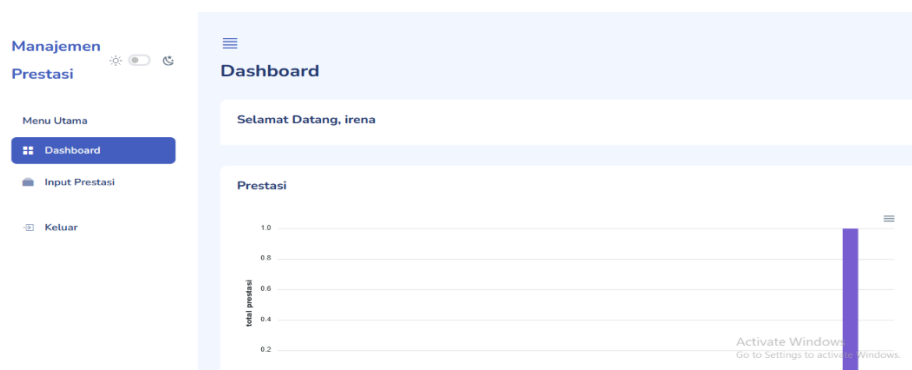 Manajemen
Prestasi
Menu Utama
Dashboard
Input Prestasi
Keluar
Dashboard
Selamat Datang, irena
Prestasi
1.0
0.8
0.6
0.4
0.2
total prestasi
Activate Windows
Go to Settings to activate Windows.